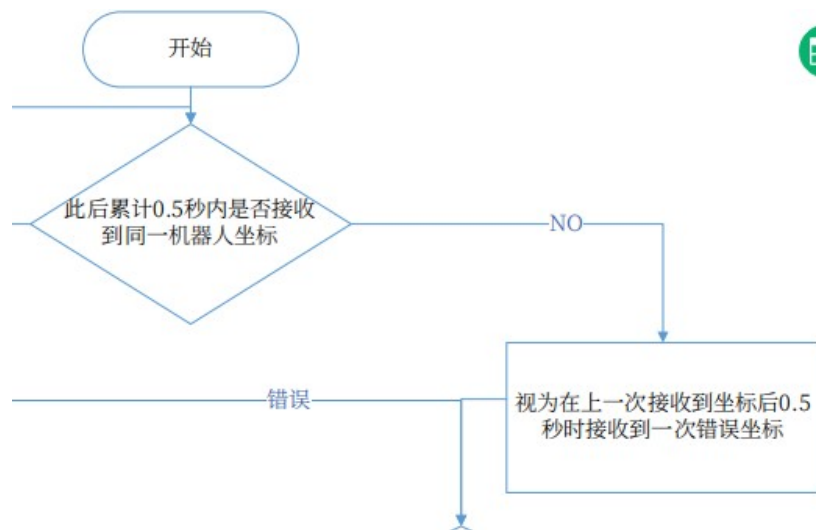 开始
此后累计0.5秒内是否接收
到同一机器人坐标
NO
错误
视为在上一次接收到坐标后0.5
秒时接收到一次错误坐标